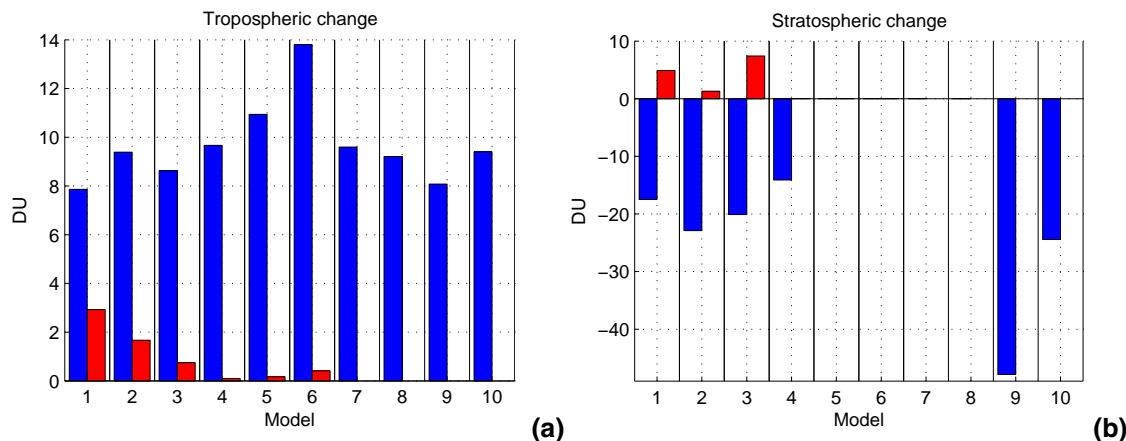 Tropospheric change
14
12
10
8
6
4
2
0
DU
1 2 3 4 5 6 7 8 9 10
Model
(a)
Stratospheric change
10
0
−10
−20
−30
−40
DU
1 2 3 4 5 6 7 8 9 10
Model
(b)